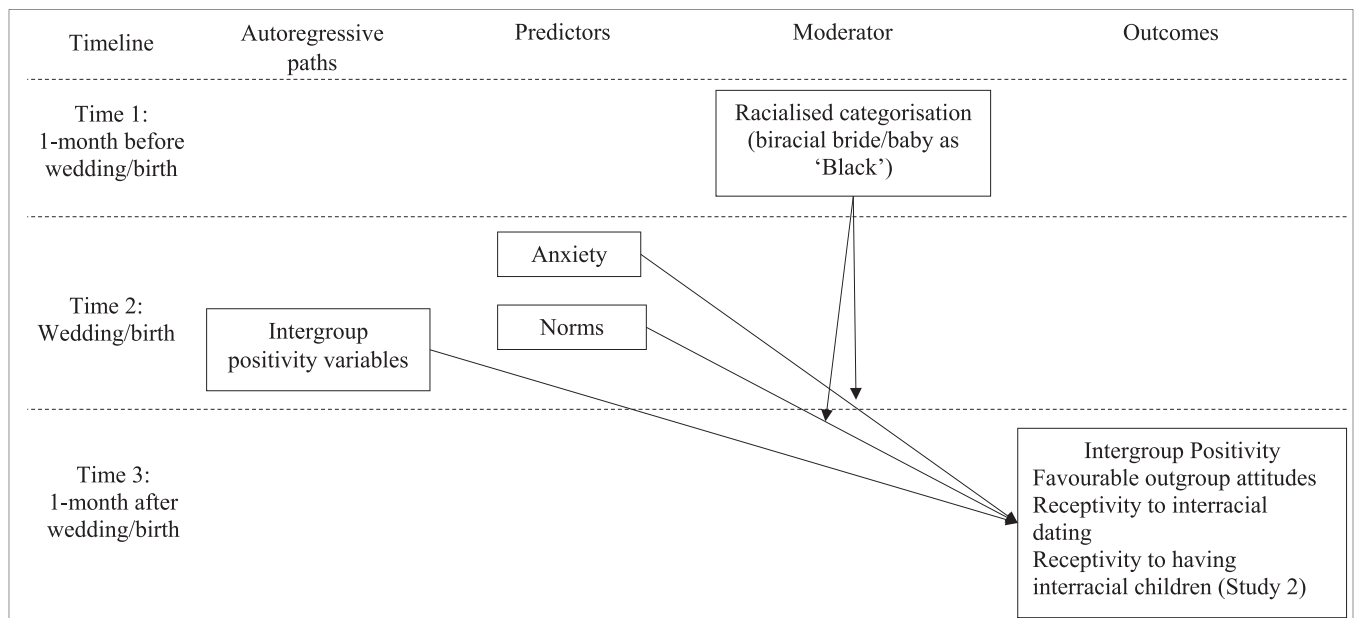 Timeline
Autoregressive
paths
Predictors
Moderator
Outcomes
Time 1:
1-month before
wedding/birth
Racialised categorisation
(biracial bride/baby as
‘Black’)
Time 2:
Wedding/birth
Intergroup
positivity variables
Anxiety
Norms
Time 3:
1-month after
wedding/birth
Intergroup Positivity
Favourable outgroup attitudes
Receptivity to interracial
dating
Receptivity to having
interracial children (Study 2)